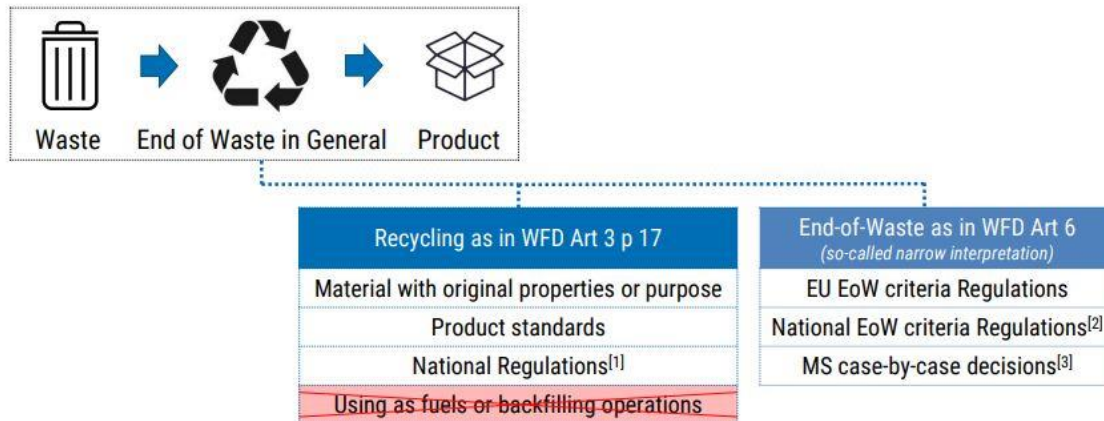 Waste
End of Waste in General
Product
Recycling as in WFD Art 3 p 17
Material with original properties or purpose
Product standards
National Regulations[1]
Using as fuels or backfilling operations
End-of-Waste as in WFD Art 6
(so-called narrow interpretation)
EU EoW criteria Regulations
National EoW criteria Regulations[2]
MS case-by-case decisions[3]